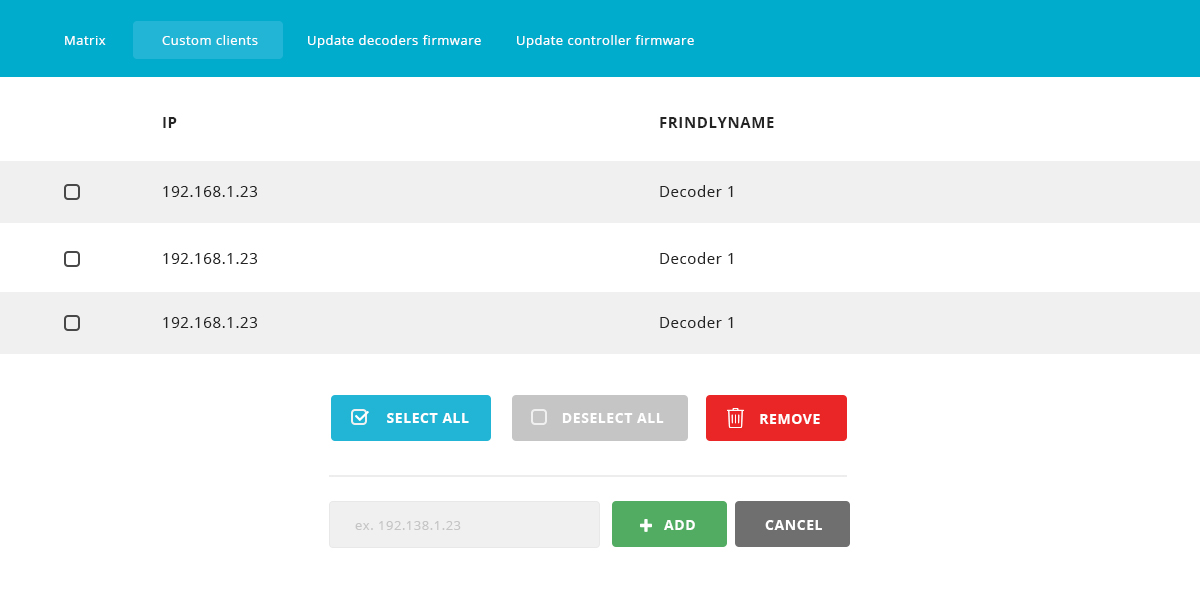 Matrix Custom clients Update decoders firmware Update controller firmware
IP FRINDLYNAME
192.168.1.23 Decoder 1
192.168.1.23 Decoder 1
192.168.1.23 Decoder 1
SELECT ALL DESELECT ALL REMOVE
ex. 192.138.1.23 ADD CANCEL